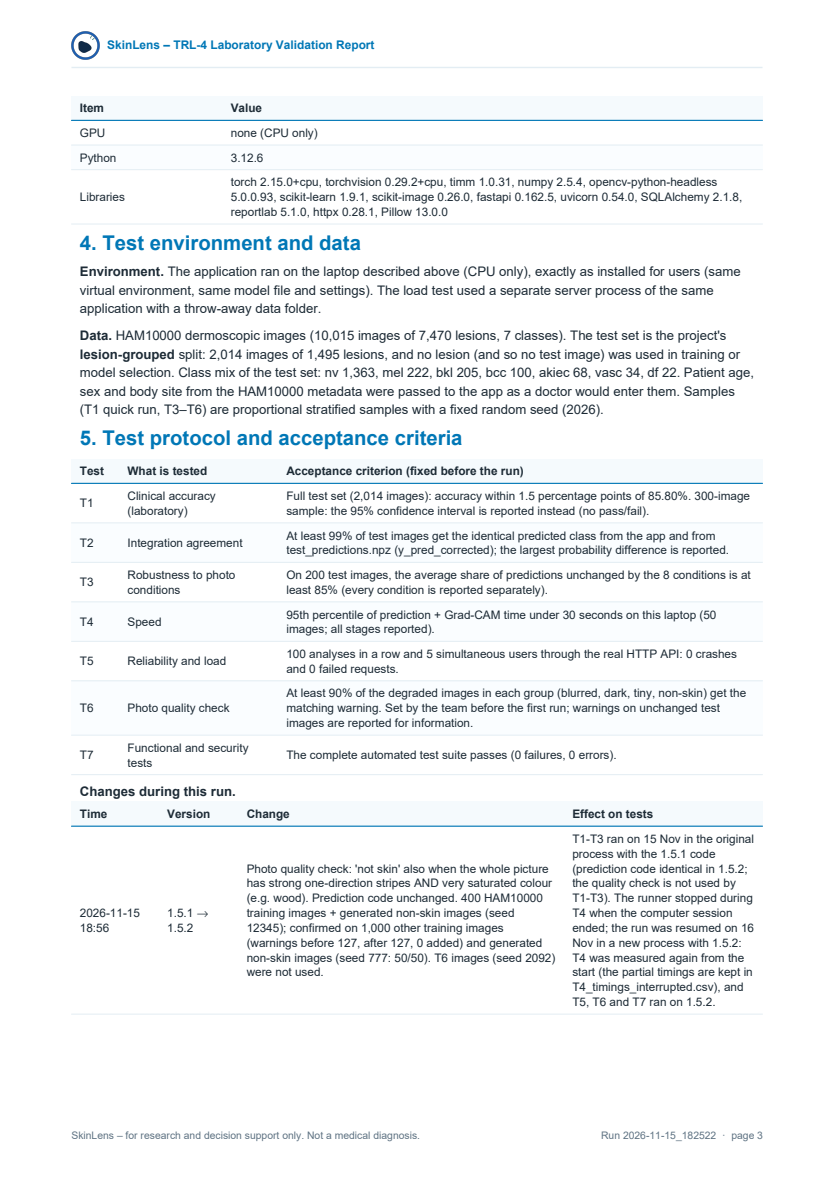 SkinLens – TRL-4 Laboratory Validation Report
Item Value
GPU none (CPU only)
Python 3.12.6
Libraries torch 2.15.0+cpu, torchvision 0.29.2+cpu, timm 1.0.31, numpy 2.5.4, opencv-python-headless
5.0.0.93, scikit-learn 1.9.1, scikit-image 0.26.0, fastapi 0.162.5, uvicorn 0.54.0, SQLAlchemy 2.1.8,
reportlab 5.1.0, httpx 0.28.1, Pillow 13.0.0
4. Test environment and data
Environment. The application ran on the laptop described above (CPU only), exactly as installed for users (same
virtual environment, same model file and settings). The load test used a separate server process of the same
application with a throw-away data folder.
Data. HAM10000 dermoscopic images (10,015 images of 7,470 lesions, 7 classes). The test set is the project's
lesion-grouped split: 2,014 images of 1,495 lesions, and no lesion (and so no test image) was used in training or
model selection. Class mix of the test set: nv 1,363, mel 222, bkl 205, bcc 100, akiec 68, vasc 34, df 22. Patient age,
sex and body site from the HAM10000 metadata were passed to the app as a doctor would enter them. Samples
(T1 quick run, T3–T6) are proportional stratified samples with a fixed random seed (2026).
5. Test protocol and acceptance criteria
Test What is tested Acceptance criterion (fixed before the run)
T1 Clinical accuracy
(laboratory)
Full test set (2,014 images): accuracy within 1.5 percentage points of 85.80%. 300-image
sample: the 95% confidence interval is reported instead (no pass/fail).
T2 Integration agreement
At least 99% of test images get the identical predicted class from the app and from
test_predictions.npz (y_pred_corrected); the largest probability difference is reported.
T3 Robustness to photo
conditions
On 200 test images, the average share of predictions unchanged by the 8 conditions is at
least 85% (every condition is reported separately).
T4 Speed
95th percentile of prediction + Grad-CAM time under 30 seconds on this laptop (50
images; all stages reported).
T5 Reliability and load
100 analyses in a row and 5 simultaneous users through the real HTTP API: 0 crashes
and 0 failed requests.
T6 Photo quality check
At least 90% of the degraded images in each group (blurred, dark, tiny, non-skin) get the
matching warning. Set by the team before the first run; warnings on unchanged test
images are reported for information.
T7 Functional and security
tests
The complete automated test suite passes (0 failures, 0 errors).
Changes during this run.
Time Version Change Effect on tests
2026-11-15
18:56
1.5.1 →
1.5.2
Photo quality check: 'not skin' also when the whole picture
has strong one-direction stripes AND very saturated colour
(e.g. wood). Prediction code unchanged. 400 HAM10000
training images + generated non-skin images (seed
12345); confirmed on 1,000 other training images
(warnings before 127, after 127, 0 added) and generated
non-skin images (seed 777: 50/50). T6 images (seed 2092)
were not used.
T1-T3 ran on 15 Nov in the original
process with the 1.5.1 code
(prediction code identical in 1.5.2;
the quality check is not used by
T1-T3). The runner stopped during
T4 when the computer session
ended; the run was resumed on 16
Nov in a new process with 1.5.2:
T4 was measured again from the
start (the partial timings are kept in
T4_timings_interrupted.csv), and
T5, T6 and T7 ran on 1.5.2.
SkinLens – for research and decision support only. Not a medical diagnosis.
Run 2026-11-15_182522 · page 3